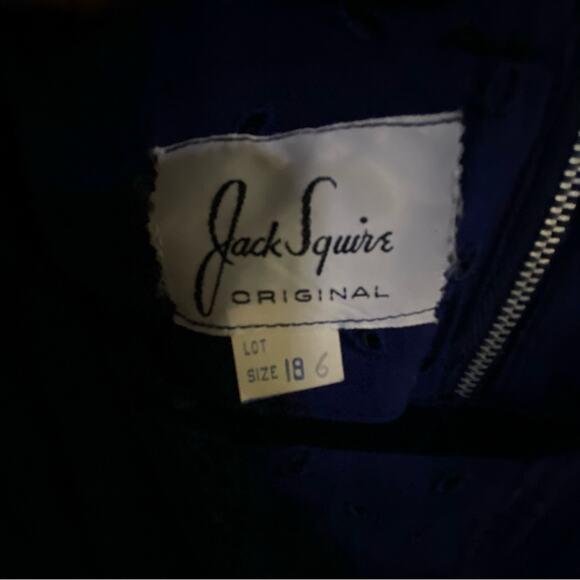 Jack Squire
ORIGINAL
LOT
SIZE 18 6